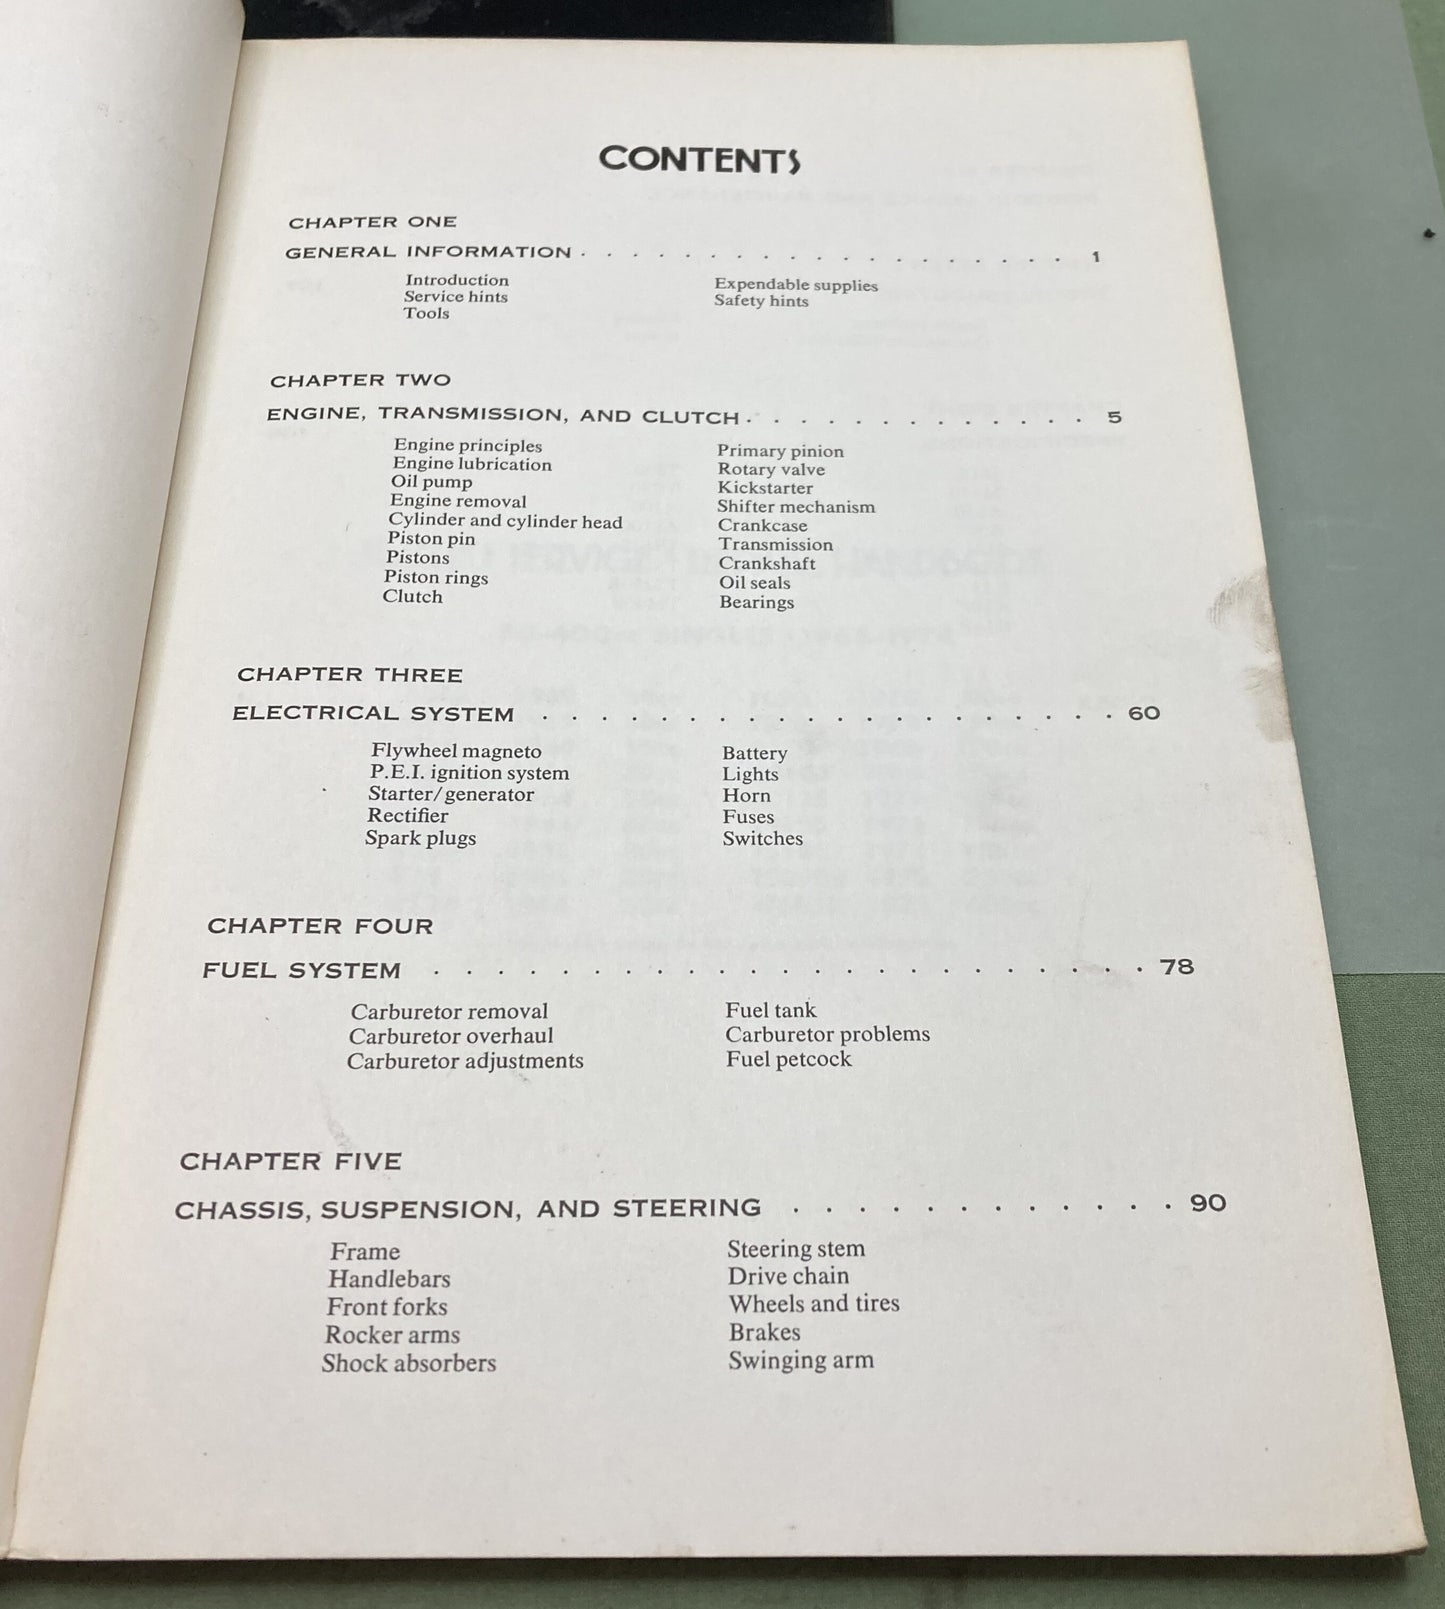 CONTENTS
CHAPTER ONE
GENERAL INFORMATION . . . . . . . . . . . . . . . . . . . 1
Introduction
Service hints
Tools
Expendable supplies
Safety hints
CHAPTER TWO
ENGINE, TRANSMISSION, AND CLUTCH . . . . . . . . . . . . . 5
Engine principles
Engine lubrication
Oil pump
Engine removal
Cylinder and cylinder head
Piston pin
Pistons
Piston rings
Clutch
Primary pinion
Rotary valve
Kickstarter
Shifter mechanism
Crankcase
Transmission
Crankshaft
Oil seals
Bearings
CHAPTER THREE
ELECTRICAL SYSTEM . . . . . . . . . . . . . . . . . . . . 60
Flywheel magneto
P.E.I. ignition system
Starter/generator
Rectifier
Spark plugs
Battery
Lights
Horn
Fuses
Switches
CHAPTER FOUR
FUEL SYSTEM . . . . . . . . . . . . . . . . . . . . . . . 78
Carburetor removal
Carburetor overhaul
Carburetor adjustments
Fuel tank
Carburetor problems
Fuel petcock
CHAPTER FIVE
CHASSIS, SUSPENSION, AND STEERING . . . . . . . . . . . . 90
Frame
Handlebars
Front forks
Rocker arms
Shock absorbers
Steering stem
Drive chain
Wheels and tires
Brakes
Swinging arm